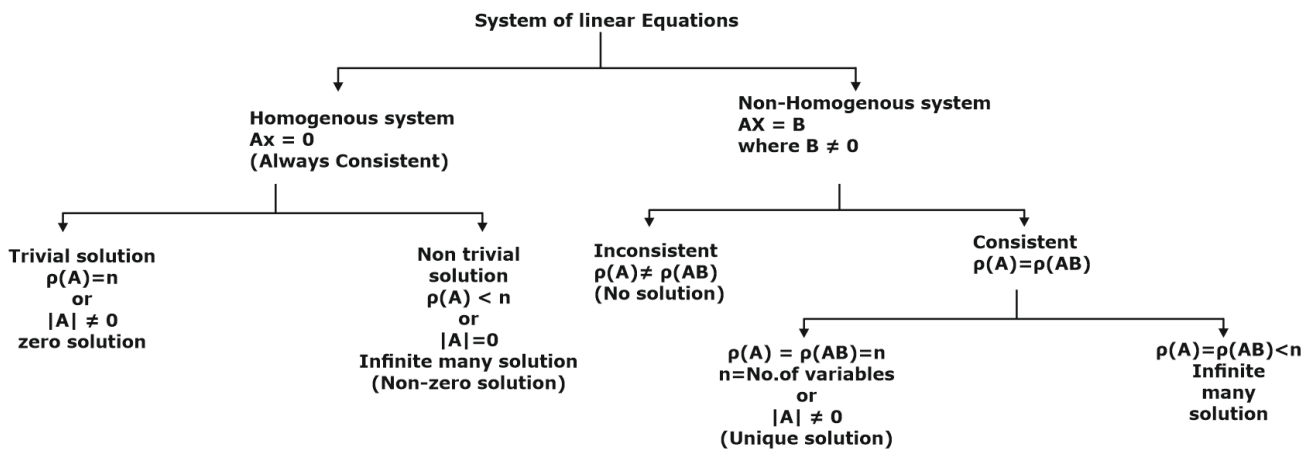 System of linear Equations
Homogenous system
Ax = 0
(Always Consistent)
Non-Homogenous system
AX = B
where B ≠ 0
Trivial solution
ρ(A)=n
or
|A| ≠ 0
zero solution
Non trivial
solution
ρ(A) < n
or
|A|=0
Infinite many solution
(Non-zero solution)
Inconsistent
ρ(A)≠ ρ(AB)
(No solution)
Consistent
ρ(A)=ρ(AB)
ρ(A) = ρ(AB)=n
n=No.of variables
or
|A| ≠ 0
(Unique solution)
ρ(A)=ρ(AB)<n
Infinite
many
solution